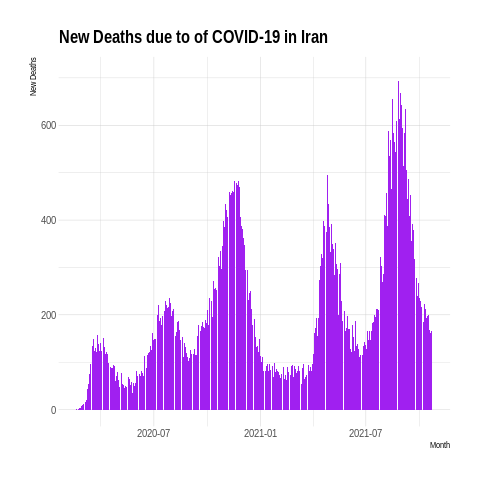 New Deaths due to of COVID-19 in Iran
New Deaths
600
400
200
0
2020-07
2021-01
2021-07
Month